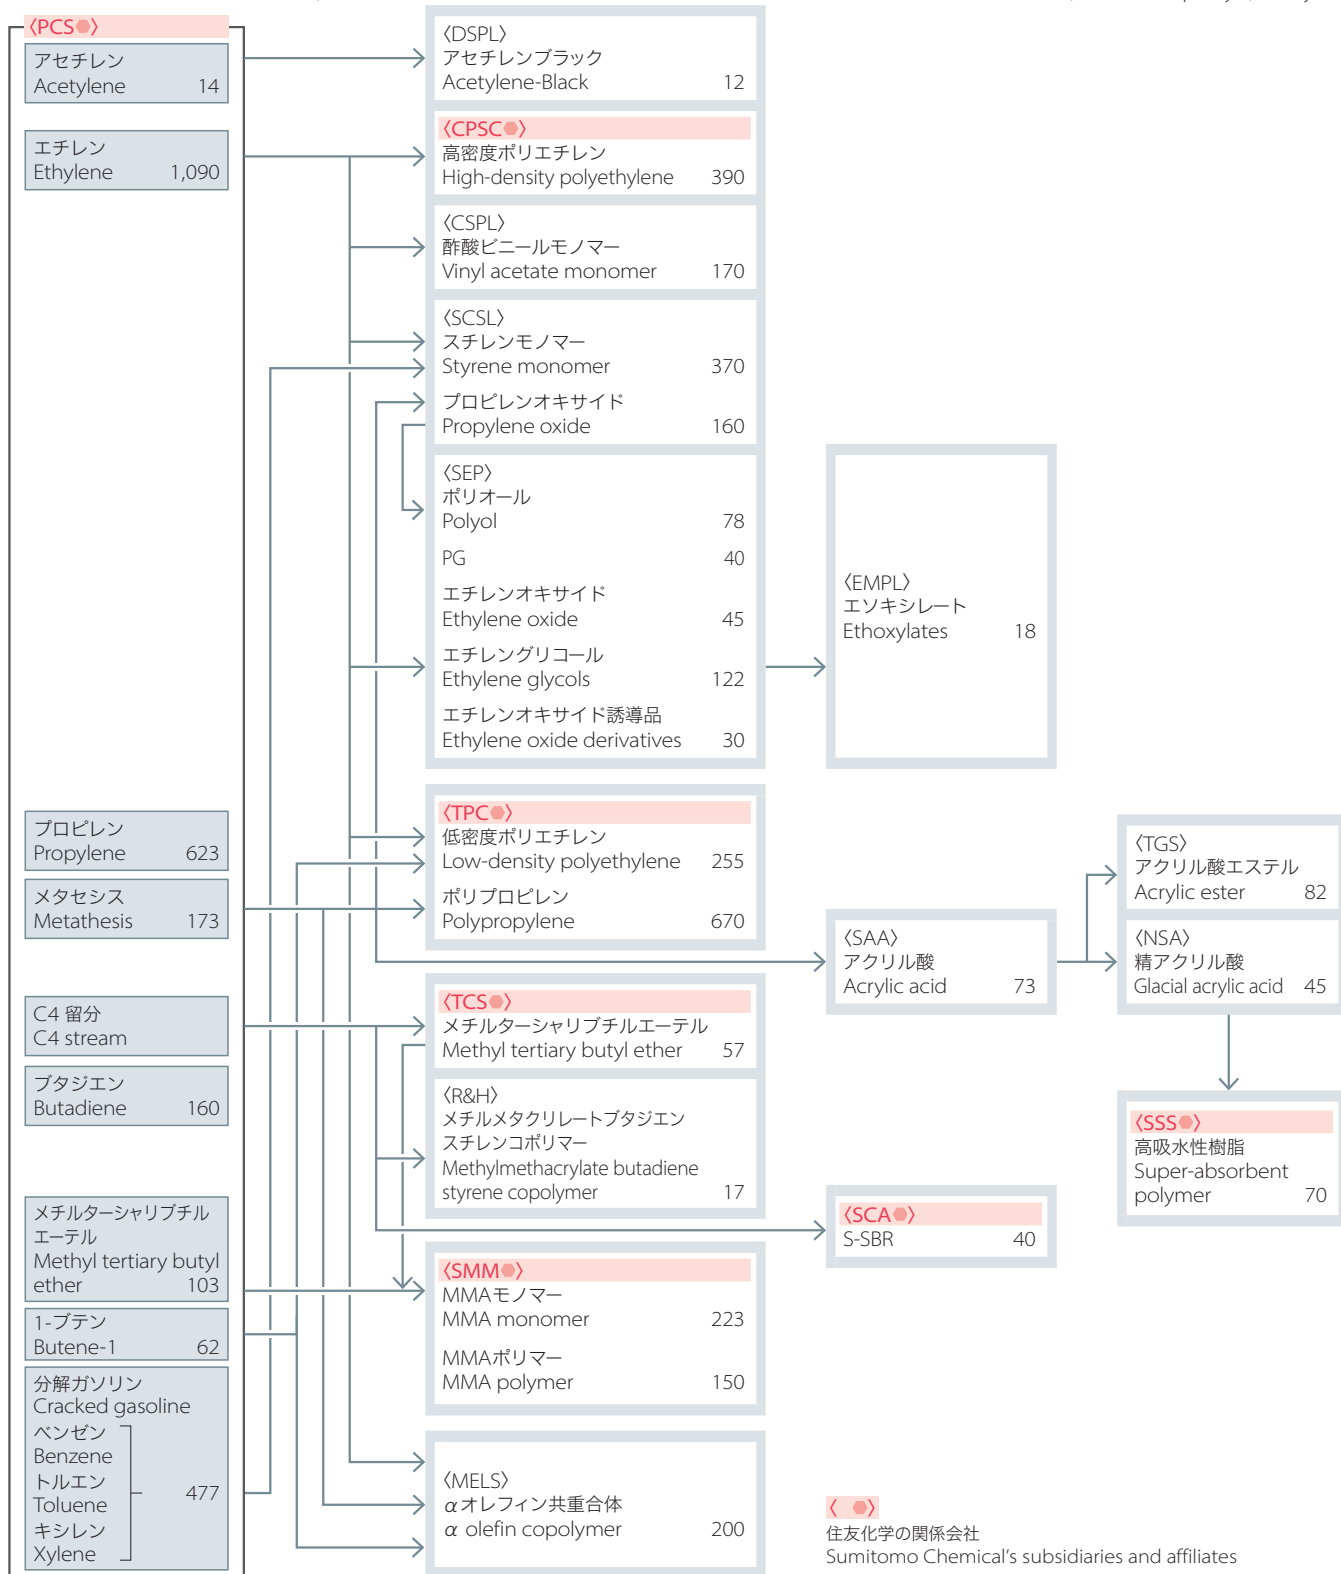 〈PCS〉
アセチレン
Acetylene 14
エチレン
Ethylene 1,090
プロピレン
Propylene 623
メタセシス
Metathesis 173
C4 留分
C4 stream
ブタジエン
Butadiene 160
メチルターシャリブチル
エーテル
Methyl tertiary butyl
ether 103
1-ブテン
Butene-1 62
分解ガソリン
Cracked gasoline
ベンゼン
Benzene
トルエン
Toluene
477
キシレン
Xylene
〈DSPL〉
アセチレンブラック
Acetylene-Black 12
〈CPSC〉
高密度ポリエチレン
High-density polyethylene 390
〈CSPL〉
酢酸ビニールモノマー
Vinyl acetate monomer 170
〈SCSL〉
スチレンモノマー
Styrene monomer 370
プロピレンオキサイド
Propylene oxide 160
〈SEP〉
ポリオール
Polyol 78
PG 40
エチレンオキサイド
Ethylene oxide 45
エチレングリコール
Ethylene glycols 122
エチレンオキサイド誘導品
Ethylene oxide derivatives 30
〈TPC〉
低密度ポリエチレン
Low-density polyethylene 255
ポリプロピレン
Polypropylene 670
〈TCS〉
メチルターシャリブチルエーテル
Methyl tertiary butyl ether 57
〈R&H〉
メチルメタクリレートブタジエン
スチレンコポリマー
Methylmethacrylate butadiene
styrene copolymer 17
〈SMM〉
MMAモノマー
MMA monomer 223
MMAポリマー
MMA polymer 150
〈MELS〉
αオレフィン共重合体
α olefin copolymer 200
〈EMPL〉
エソキシレート
Ethoxylates 18
〈SAA〉
アクリル酸
Acrylic acid 73
〈SCA〉
S-SBR 40
〈TGS〉
アクリル酸エステル
Acrylic ester 82
〈NSA〉
精アクリル酸
Glacial acrylic acid 45
〈SSS〉
高吸水性樹脂
Super-absorbent
polymer 70
〈 〉
住友化学の関係会社
Sumitomo Chemical's subsidiaries and affiliates